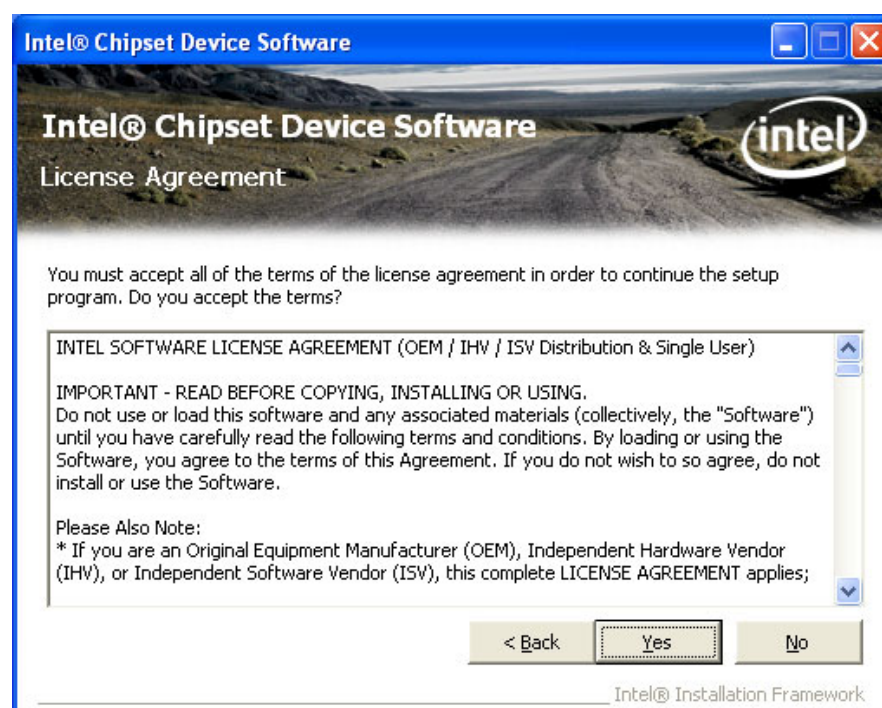 Intel® Chipset Device Software
Intel® Chipset Device Software
License Agreement
intel
You must accept all of the terms of the license agreement in order to continue the setup
program. Do you accept the terms?
INTEL SOFTWARE LICENSE AGREEMENT (OEM / IHV / ISV Distribution & Single User)
IMPORTANT - READ BEFORE COPYING, INSTALLING OR USING.
Do not use or load this software and any associated materials (collectively, the "Software")
until you have carefully read the following terms and conditions. By loading or using the
Software, you agree to the terms of this Agreement. If you do not wish to so agree, do not
install or use the Software.
Please Also Note:
* If you are an Original Equipment Manufacturer (OEM), Independent Hardware Vendor
(IHV), or Independent Software Vendor (ISV), this complete LICENSE AGREEMENT applies;
< Back Yes No
Intel® Installation Framework